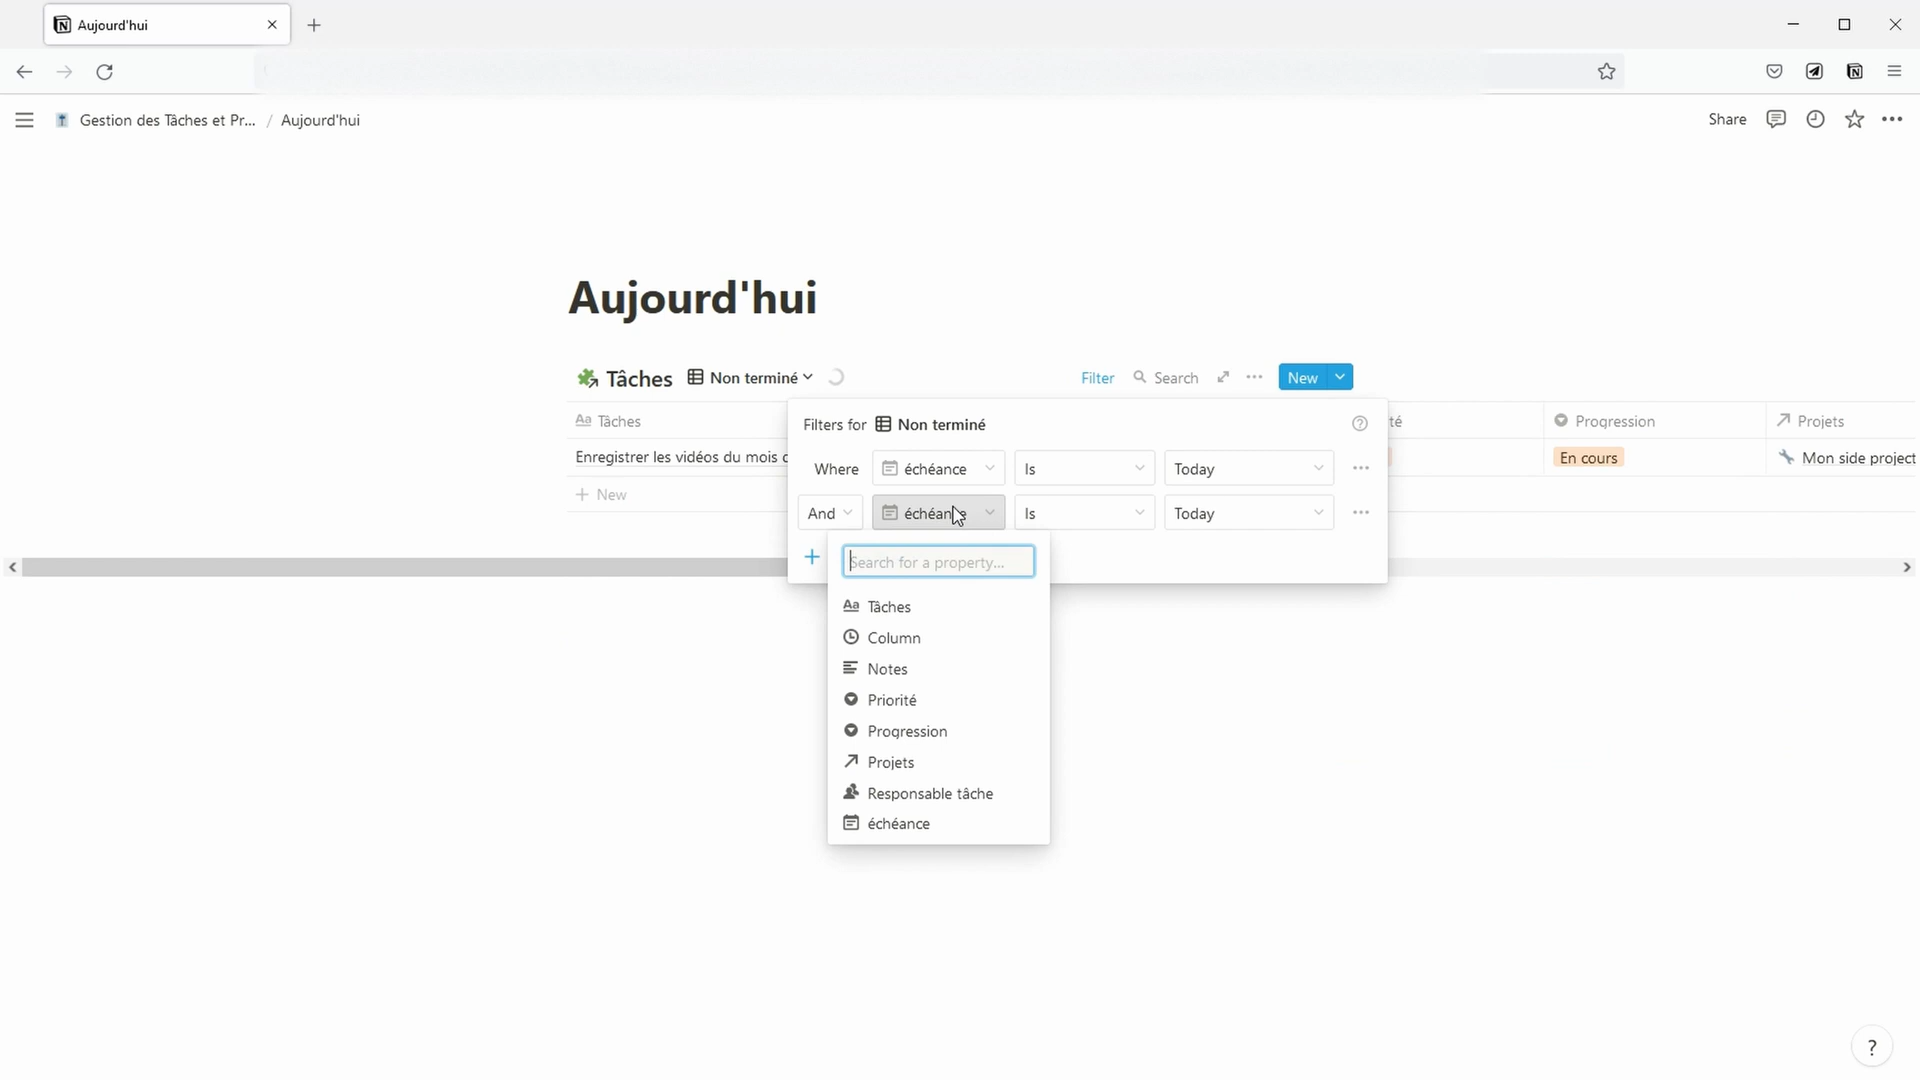 Aujourd'hui
Gestion des Tâches et Pr... / Aujourd'hui
Share
Aujourd'hui
Tâches Non terminé Filter Search New
Aa Tâches
té Progression Projets
Enregistrer les vidéos du mois
En cours Mon side project
+ New
Filters for Non terminé
Where échéance Is Today
And échéance Is Today
Search for a property...
Aa Tâches
Column
Notes
Priorité
Progression
Projets
Responsable tâche
échéance
?